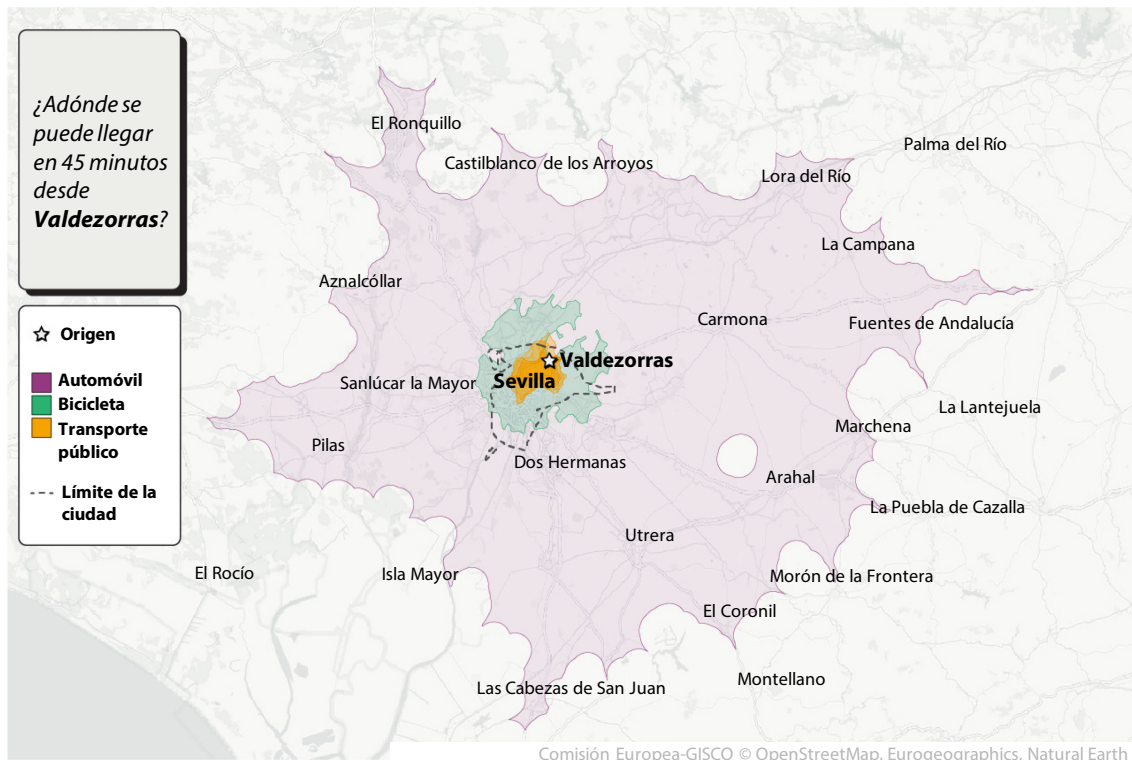 ¿Adónde se
puede llegar
en 45 minutos
desde
Valdezorras?
Origen
Automóvil
Bicicleta
Transporte
público
Límite de la
ciudad
El Ronquillo
Castilblanco de los Arroyos
Palma del Río
Lora del Río
La Campana
Aznalcóllar
Carmona
Fuentes de Andalucía
Valdezorras
Sevilla
Sanlúcar la Mayor
La Lantejuela
Marchena
Pilas
Dos Hermanas
Arahal
La Puebla de Cazalla
Utrera
El Rocío
Isla Mayor
Morón de la Frontera
El Coronil
Las Cabezas de San Juan
Montellano
Comisión Europea-GISCO © OpenStreetMap, Eurogeographics, Natural Earth